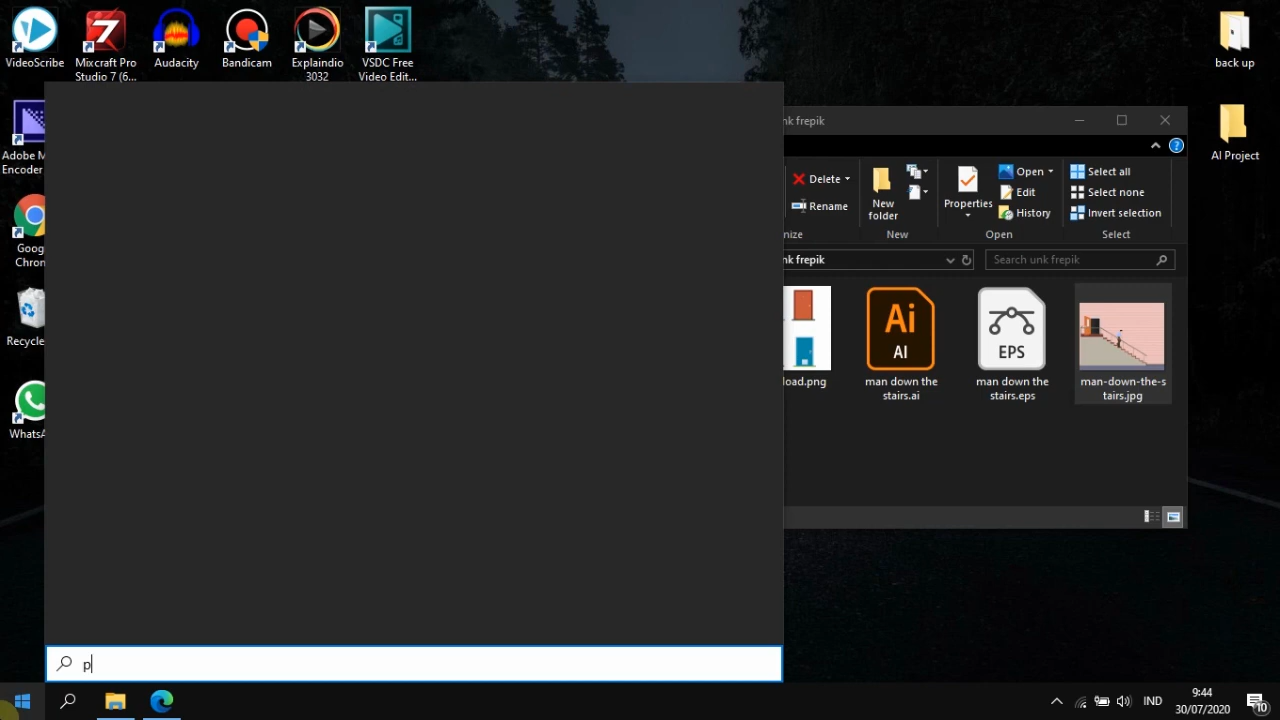 VideoScribe
Mixcraft Pro
Studio 7 (6...
Audacity
Bandicam
Explaindio
3032
VSDC Free
Video Edit...
back up
Adobe M
Encoder
AI Project
Goog
Chron
Recycle
WhatsA
nk frepik
Delete
Rename
New
folder
Properties
Open
Edit
History
Select all
Select none
Invert selection
nize
New
Open
Select
nk frepik
Search unk frepik
load.png
Ai
AI
man down the
stairs.ai
EPS
man down the
stairs.eps
man-down-the-s
tairs.jpg
p
IND
9:44
30/07/2020
10